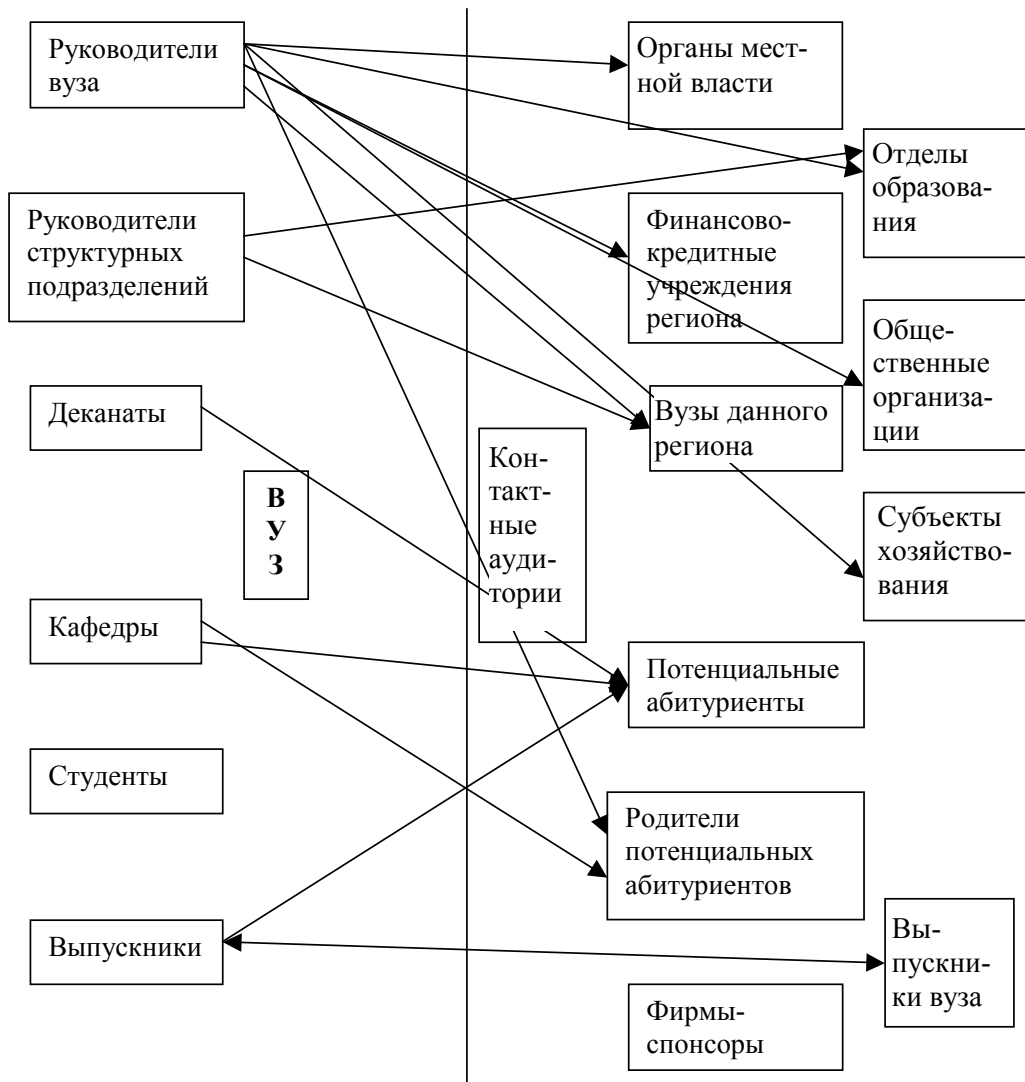 Руководители
вуза
Органы мест-
ной власти
Отделы
образова-
ния
Руководители
структурных
подразделений
Финансово-
кредитные
учреждения
региона
Обще-
ственные
организа-
ции
Деканаты
Вузы данного
региона
Кон-
такт-
ные
ауди-
тории
В
У
З
Субъекты
хозяйство-
вания
Кафедры
Потенциальные
абитуриенты
Студенты
Родители
потенциальных
абитуриентов
Выпускники
Вы-
пускни-
ки вуза
Фирмы-
спонсоры